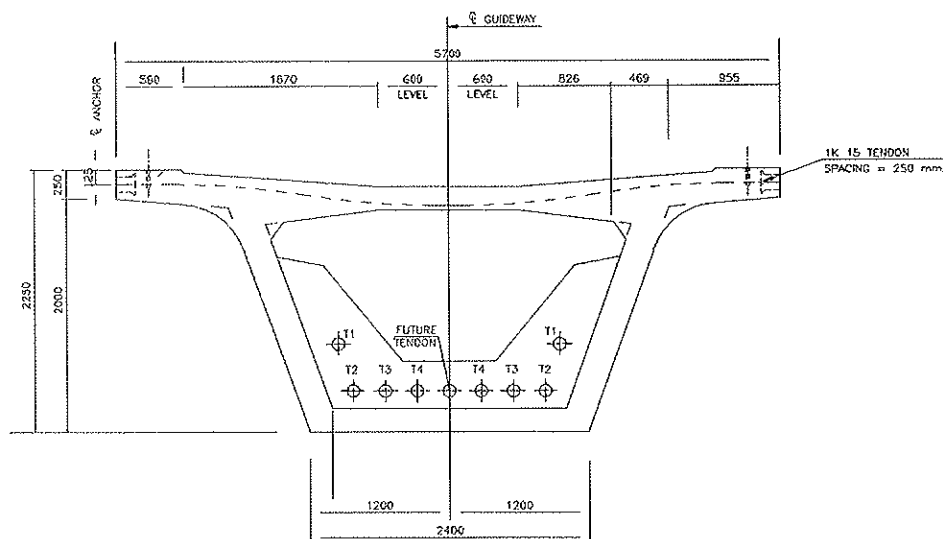 ℄ GUIDEWAY
5700
580 1870 600 600 826 469 955
LEVEL LEVEL
℄ ANCHOR
1K 15 TENDON
SPACING = 250 mm
250
125
2250
2000
FUTURE
TENDON
T1 T1
T2 T3 T4 T4 T3 T2
1200 1200
2400